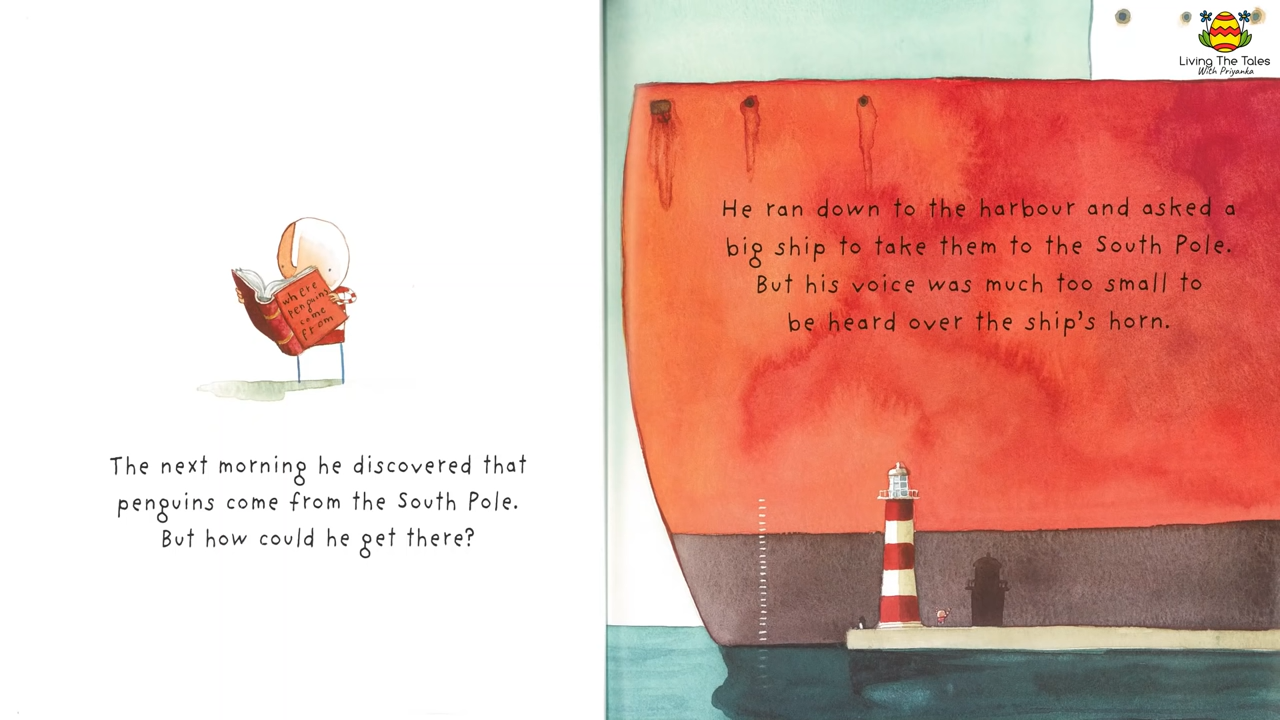 where
penguins
come
from
The next morning he discovered that
penguins come from the South Pole.
But how could he get there?
He ran down to the harbour and asked a
big ship to take them to the South Pole.
But his voice was much too small to
be heard over the ship's horn.
Living The Tales
With Priyanka